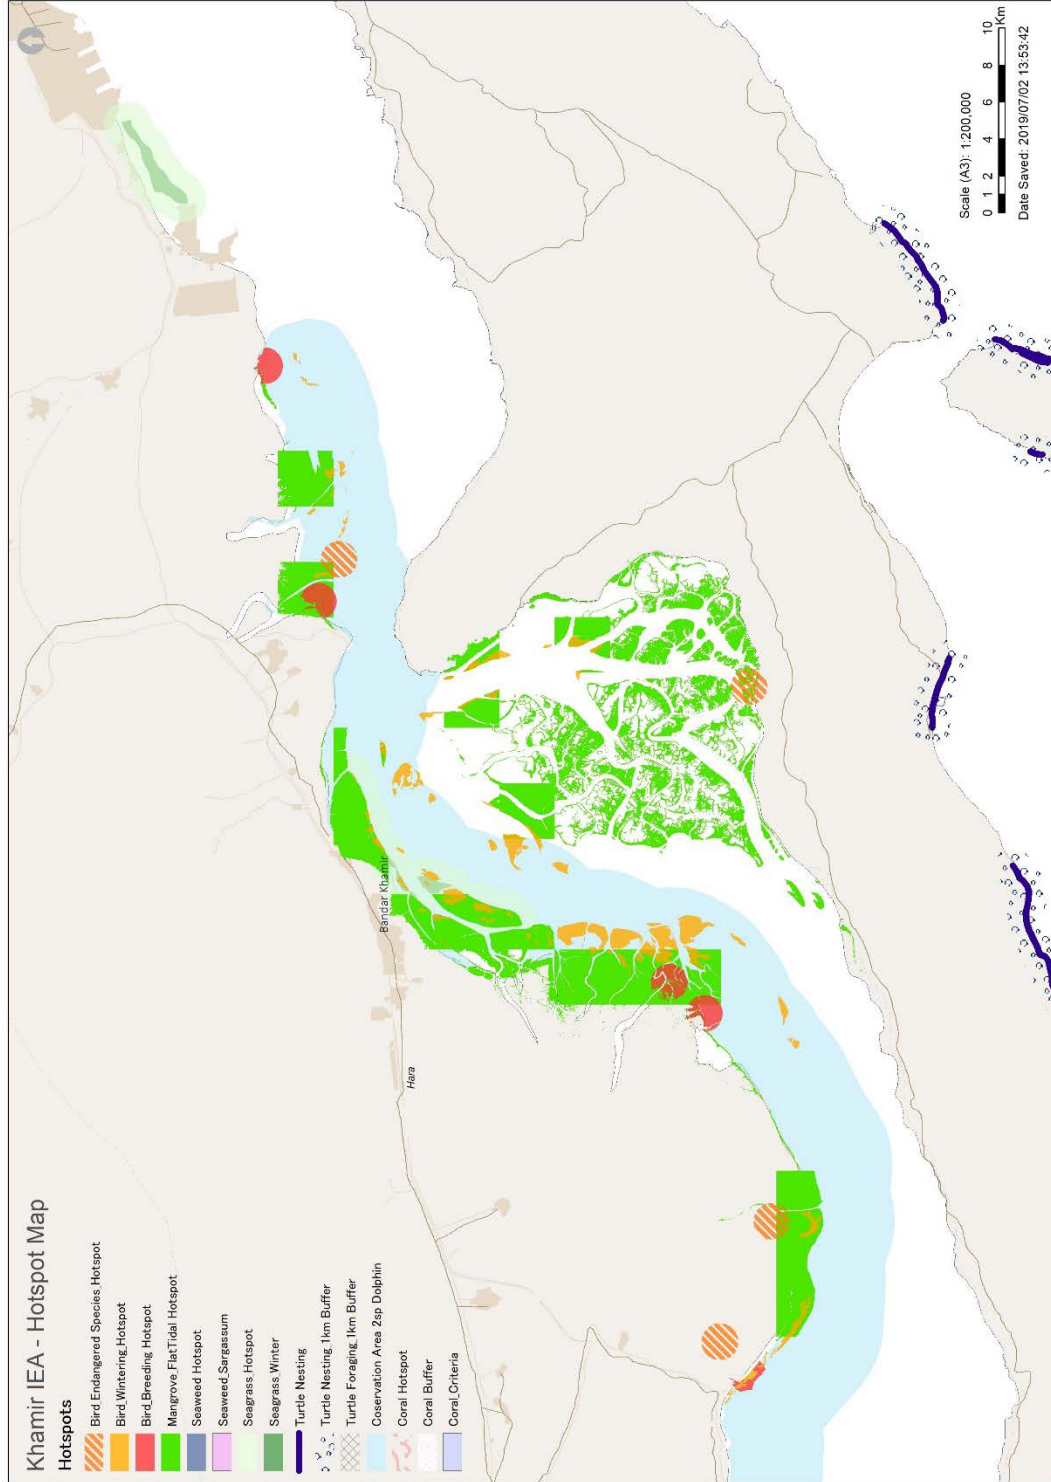 Khamir IEA - Hotspot Map
Hotspots
Bird_Endangered Species_Hotspot
Bird_Wintering_Hotspot
Bird_Breeding Hotspot
Mangrove_FlatTidal Hotspot
Seaweed Hotspot
Seaweed_Sargassum
Seagrass_Hotspot
Seagrass_Winter
Turtle Nesting
Turtle Nesting_1km Buffer
Turtle Foraging_1km Buffer
Coservation Area 2sp Dolphin
Coral Hotspot
Coral Buffer
Coral_Criteria
Hara
Bandar Khamir
Scale (A3): 1:200,000
0 1 2 4 6 8 10
Km
Date Saved: 2019/07/02 13:53:42